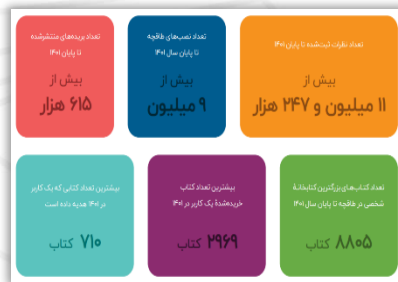 تعداد نظرات ثبت‌شده تا پایان ۱۴۰۱
بیش از
۱۱ میلیون و ۲۴۷ هزار
تعداد نصب‌های طاقچه
تا پایان سال ۱۴۰۱
بیش از
۹ میلیون
تعداد بریده‌های منتشرشده
تا پایان ۱۴۰۱
بیش از
۶۱۵ هزار
تعداد کتاب‌های بزرگترین کتابخانهٔ
شخصی در طاقچه تا پایان سال ۱۴۰۱
۸۸۰۵ کتاب
بیشترین تعداد کتاب
خریده‌شدهٔ یک کاربر در ۱۴۰۱
۲۹۶۹ کتاب
بیشترین تعداد کتابی که یک کاربر
در ۱۴۰۱ هدیه داده است
۷۱۰ کتاب